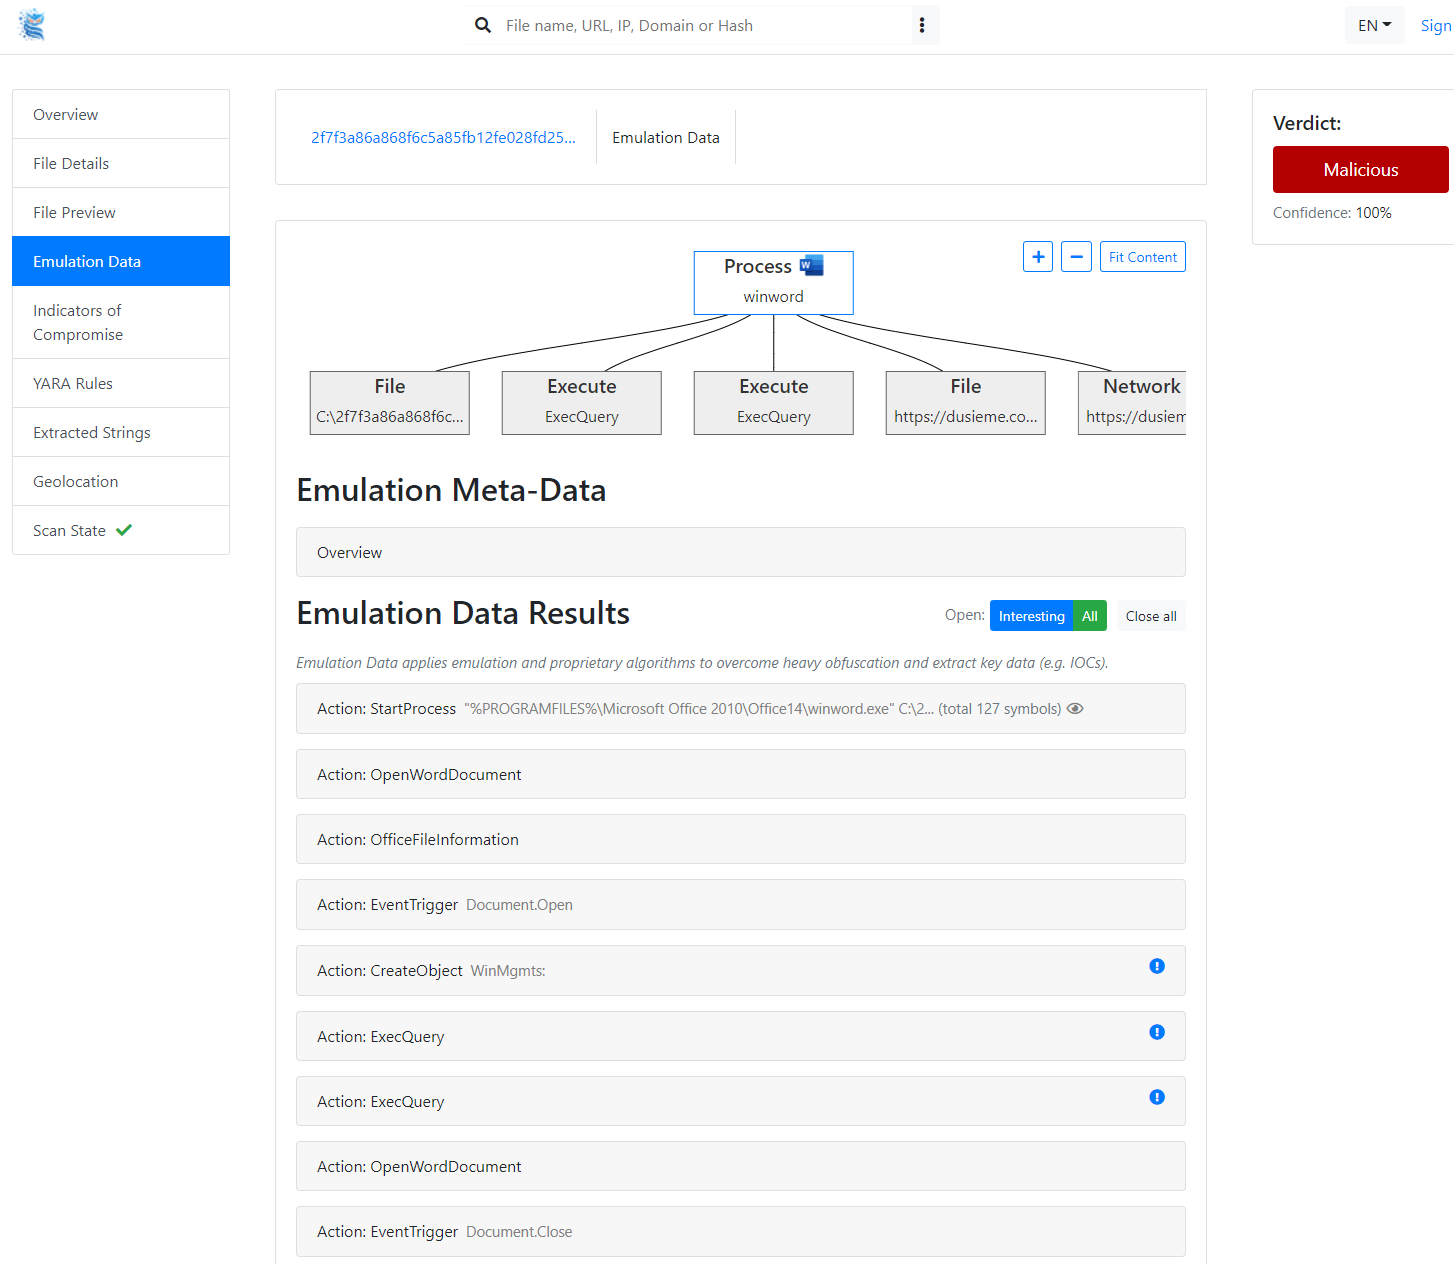 File name, URL, IP, Domain or Hash
EN
Sign
Overview
File Details
File Preview
Emulation Data
Indicators of
Compromise
YARA Rules
Extracted Strings
Geolocation
Scan State
2f7f3a86a868f6c5a85fb12fe028fd25...
Emulation Data
Verdict:
Malicious
Confidence: 100%
+ − Fit Content
Process
winword
File
C:\2f7f3a86a868f6c...
Execute
ExecQuery
Execute
ExecQuery
File
https://dusieme.co...
Network
https://dusiem
Emulation Meta-Data
Overview
Emulation Data Results
Open: Interesting All Close all
Emulation Data applies emulation and proprietary algorithms to overcome heavy obfuscation and extract key data (e.g. IOCs).
Action: StartProcess "%PROGRAMFILES%\Microsoft Office 2010\Office14\winword.exe" C:\2... (total 127 symbols)
Action: OpenWordDocument
Action: OfficeFileInformation
Action: EventTrigger Document.Open
Action: CreateObject WinMgmts:
Action: ExecQuery
Action: ExecQuery
Action: OpenWordDocument
Action: EventTrigger Document.Close